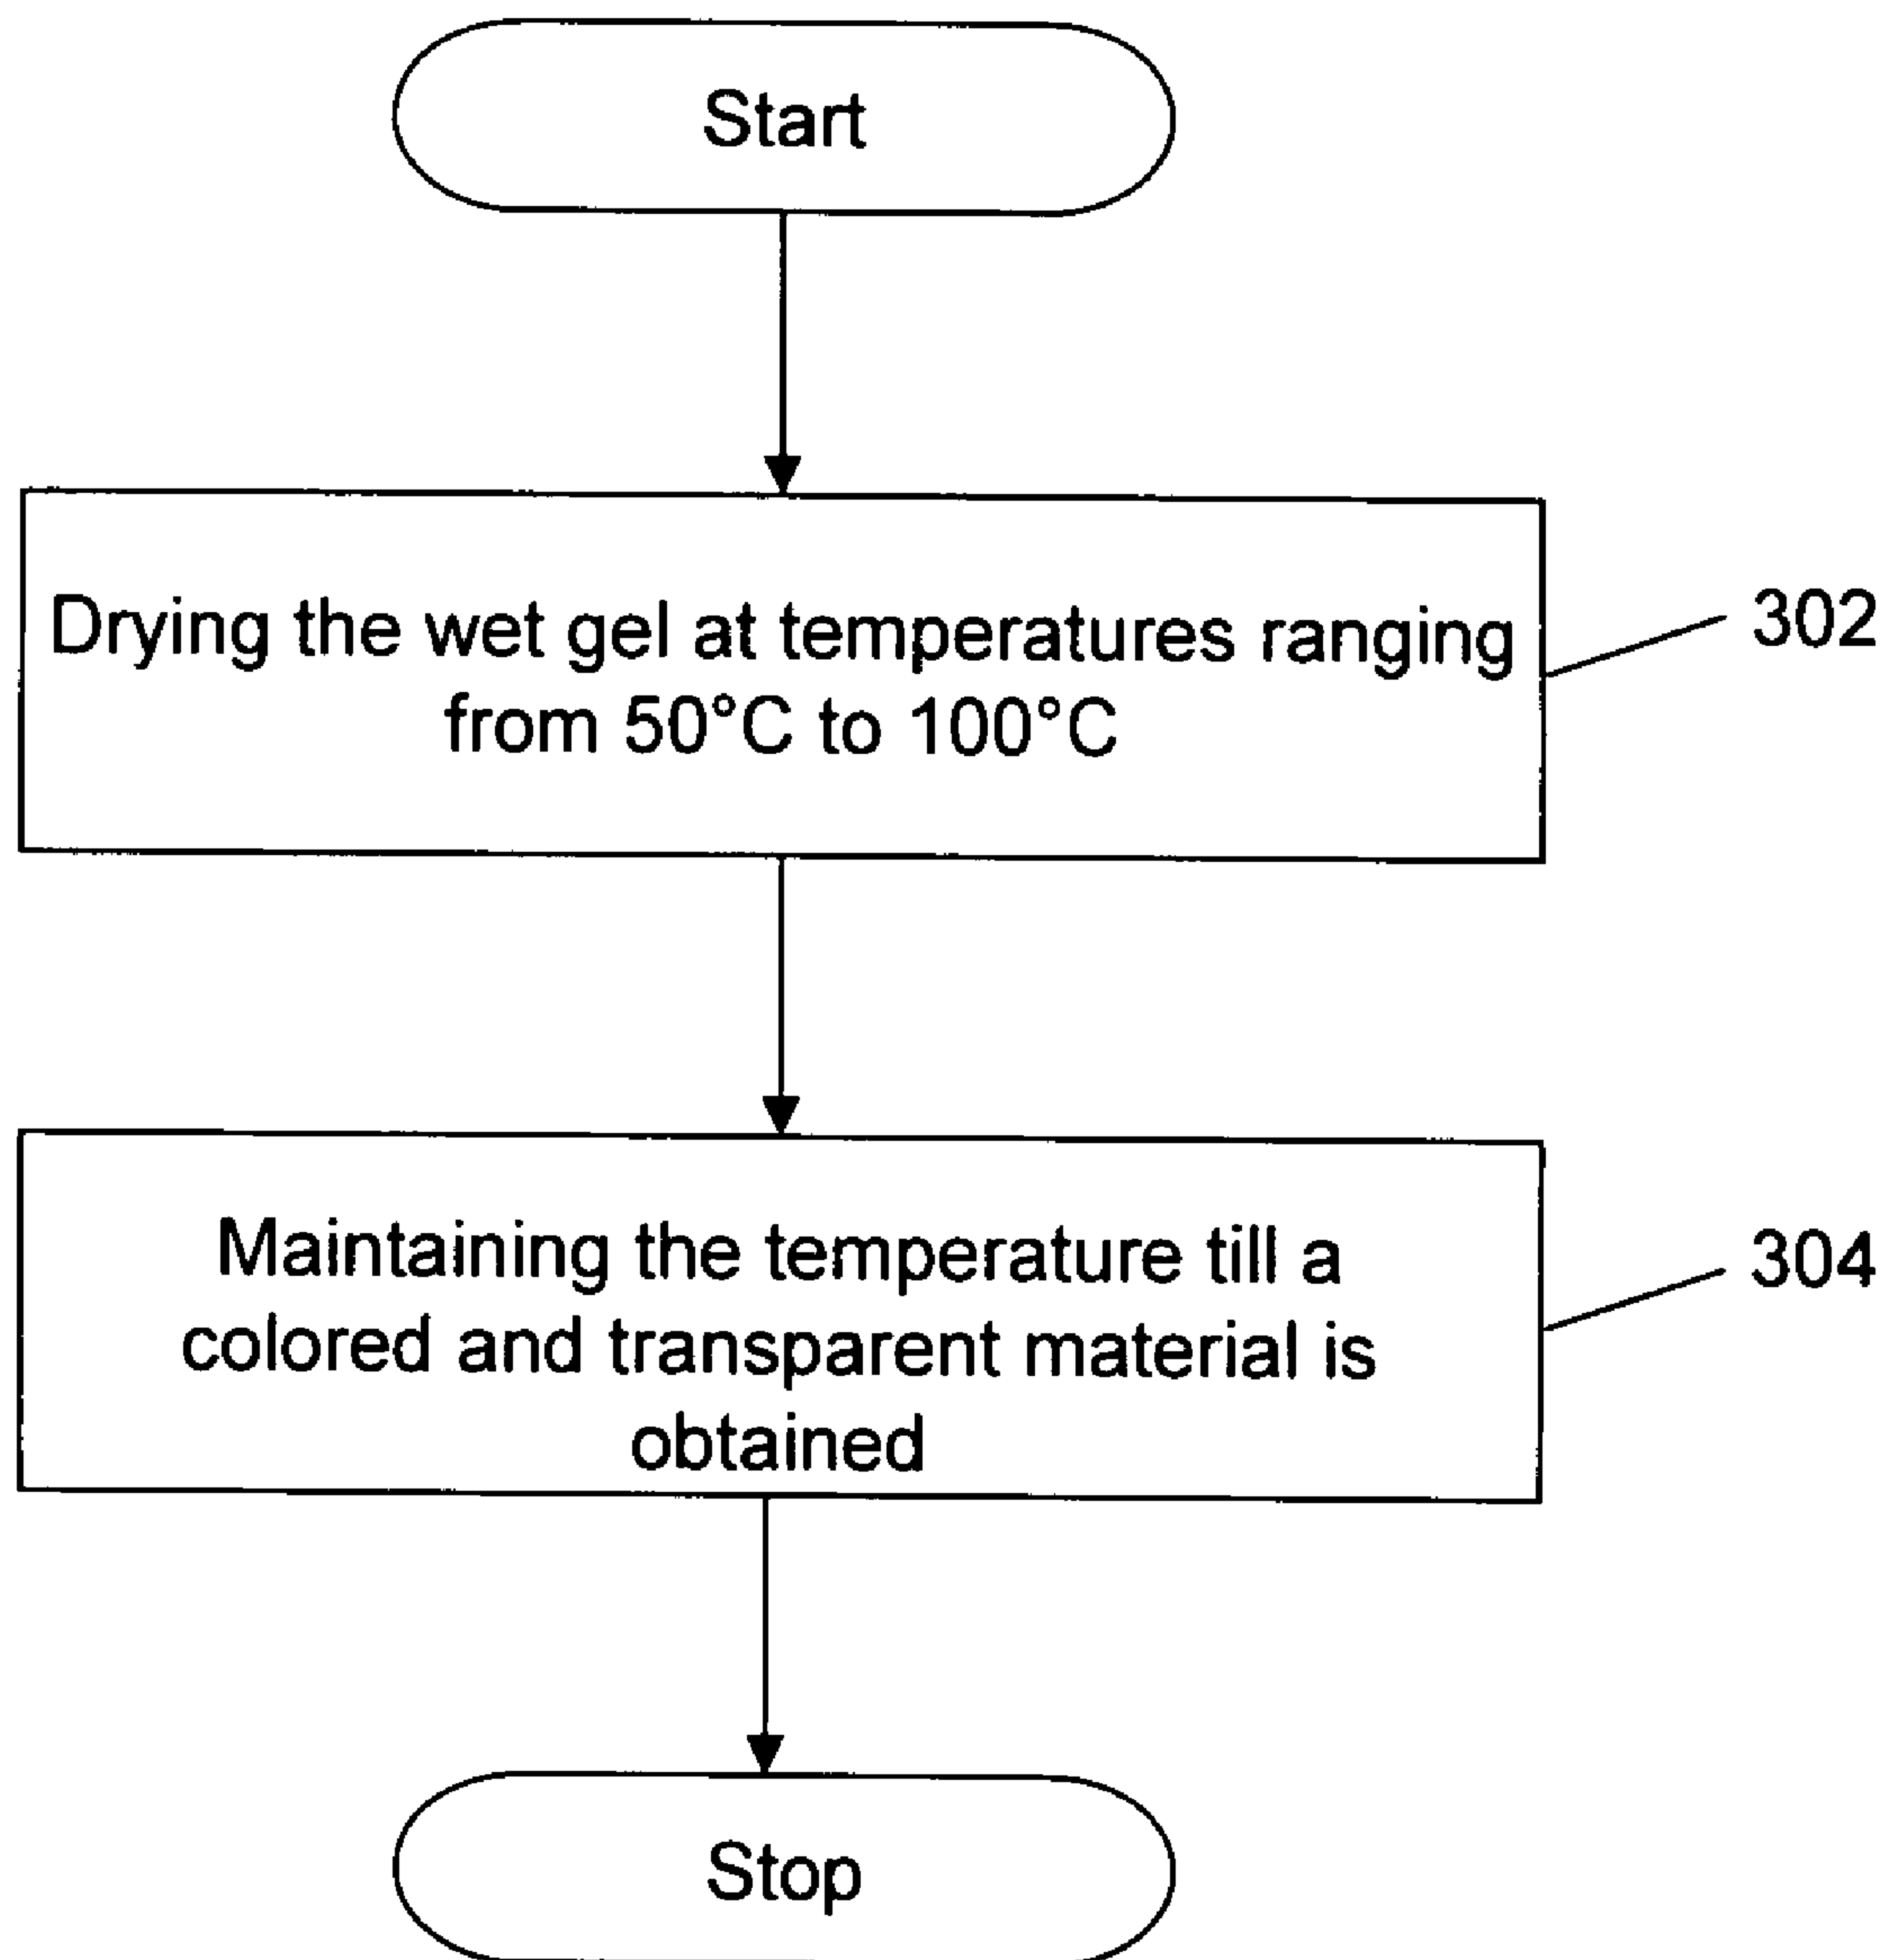 Start
Drying the wet gel at temperatures ranging
from 50°C to 100°C
302
Maintaining the temperature till a
colored and transparent material is
obtained
304
Stop